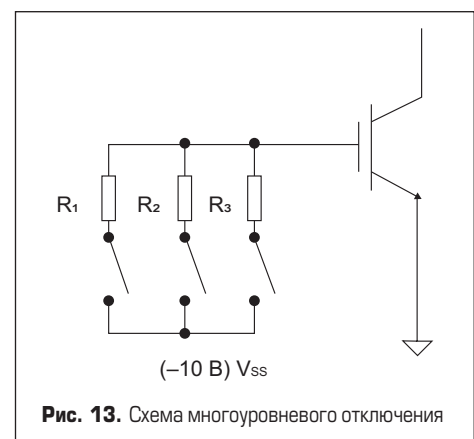 R₁ R₂ R₃
(–10 В) Vss
Рис. 13. Схема многоуровневого отключения